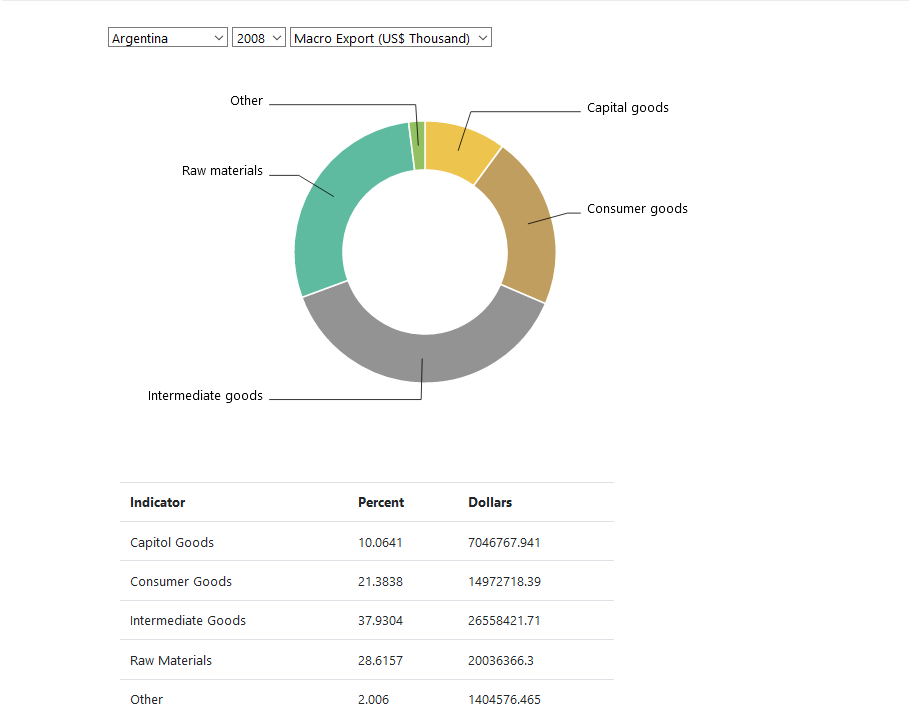 Argentina 2008 Macro Export (US$ Thousand)
Other
Capital goods
Raw materials
Consumer goods
Intermediate goods
Indicator Percent Dollars
Capitol Goods 10.0641 7046767.941
Consumer Goods 21.3838 14972718.39
Intermediate Goods 37.9304 26558421.71
Raw Materials 28.6157 20036366.3
Other 2.006 1404576.465